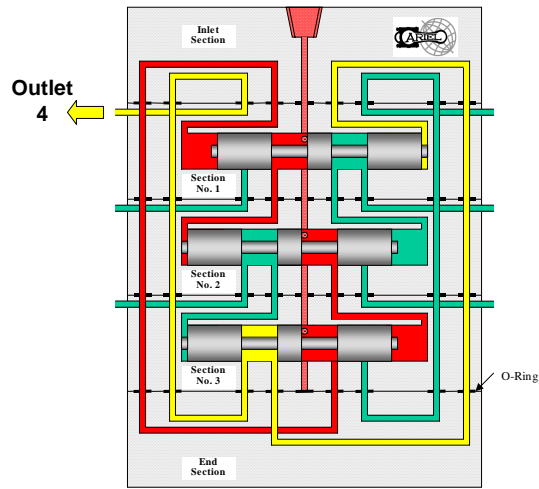 Inlet
Section
ARIEL
Outlet
4
Section
No. 1
Section
No. 2
Section
No. 3
O-Ring
End
Section